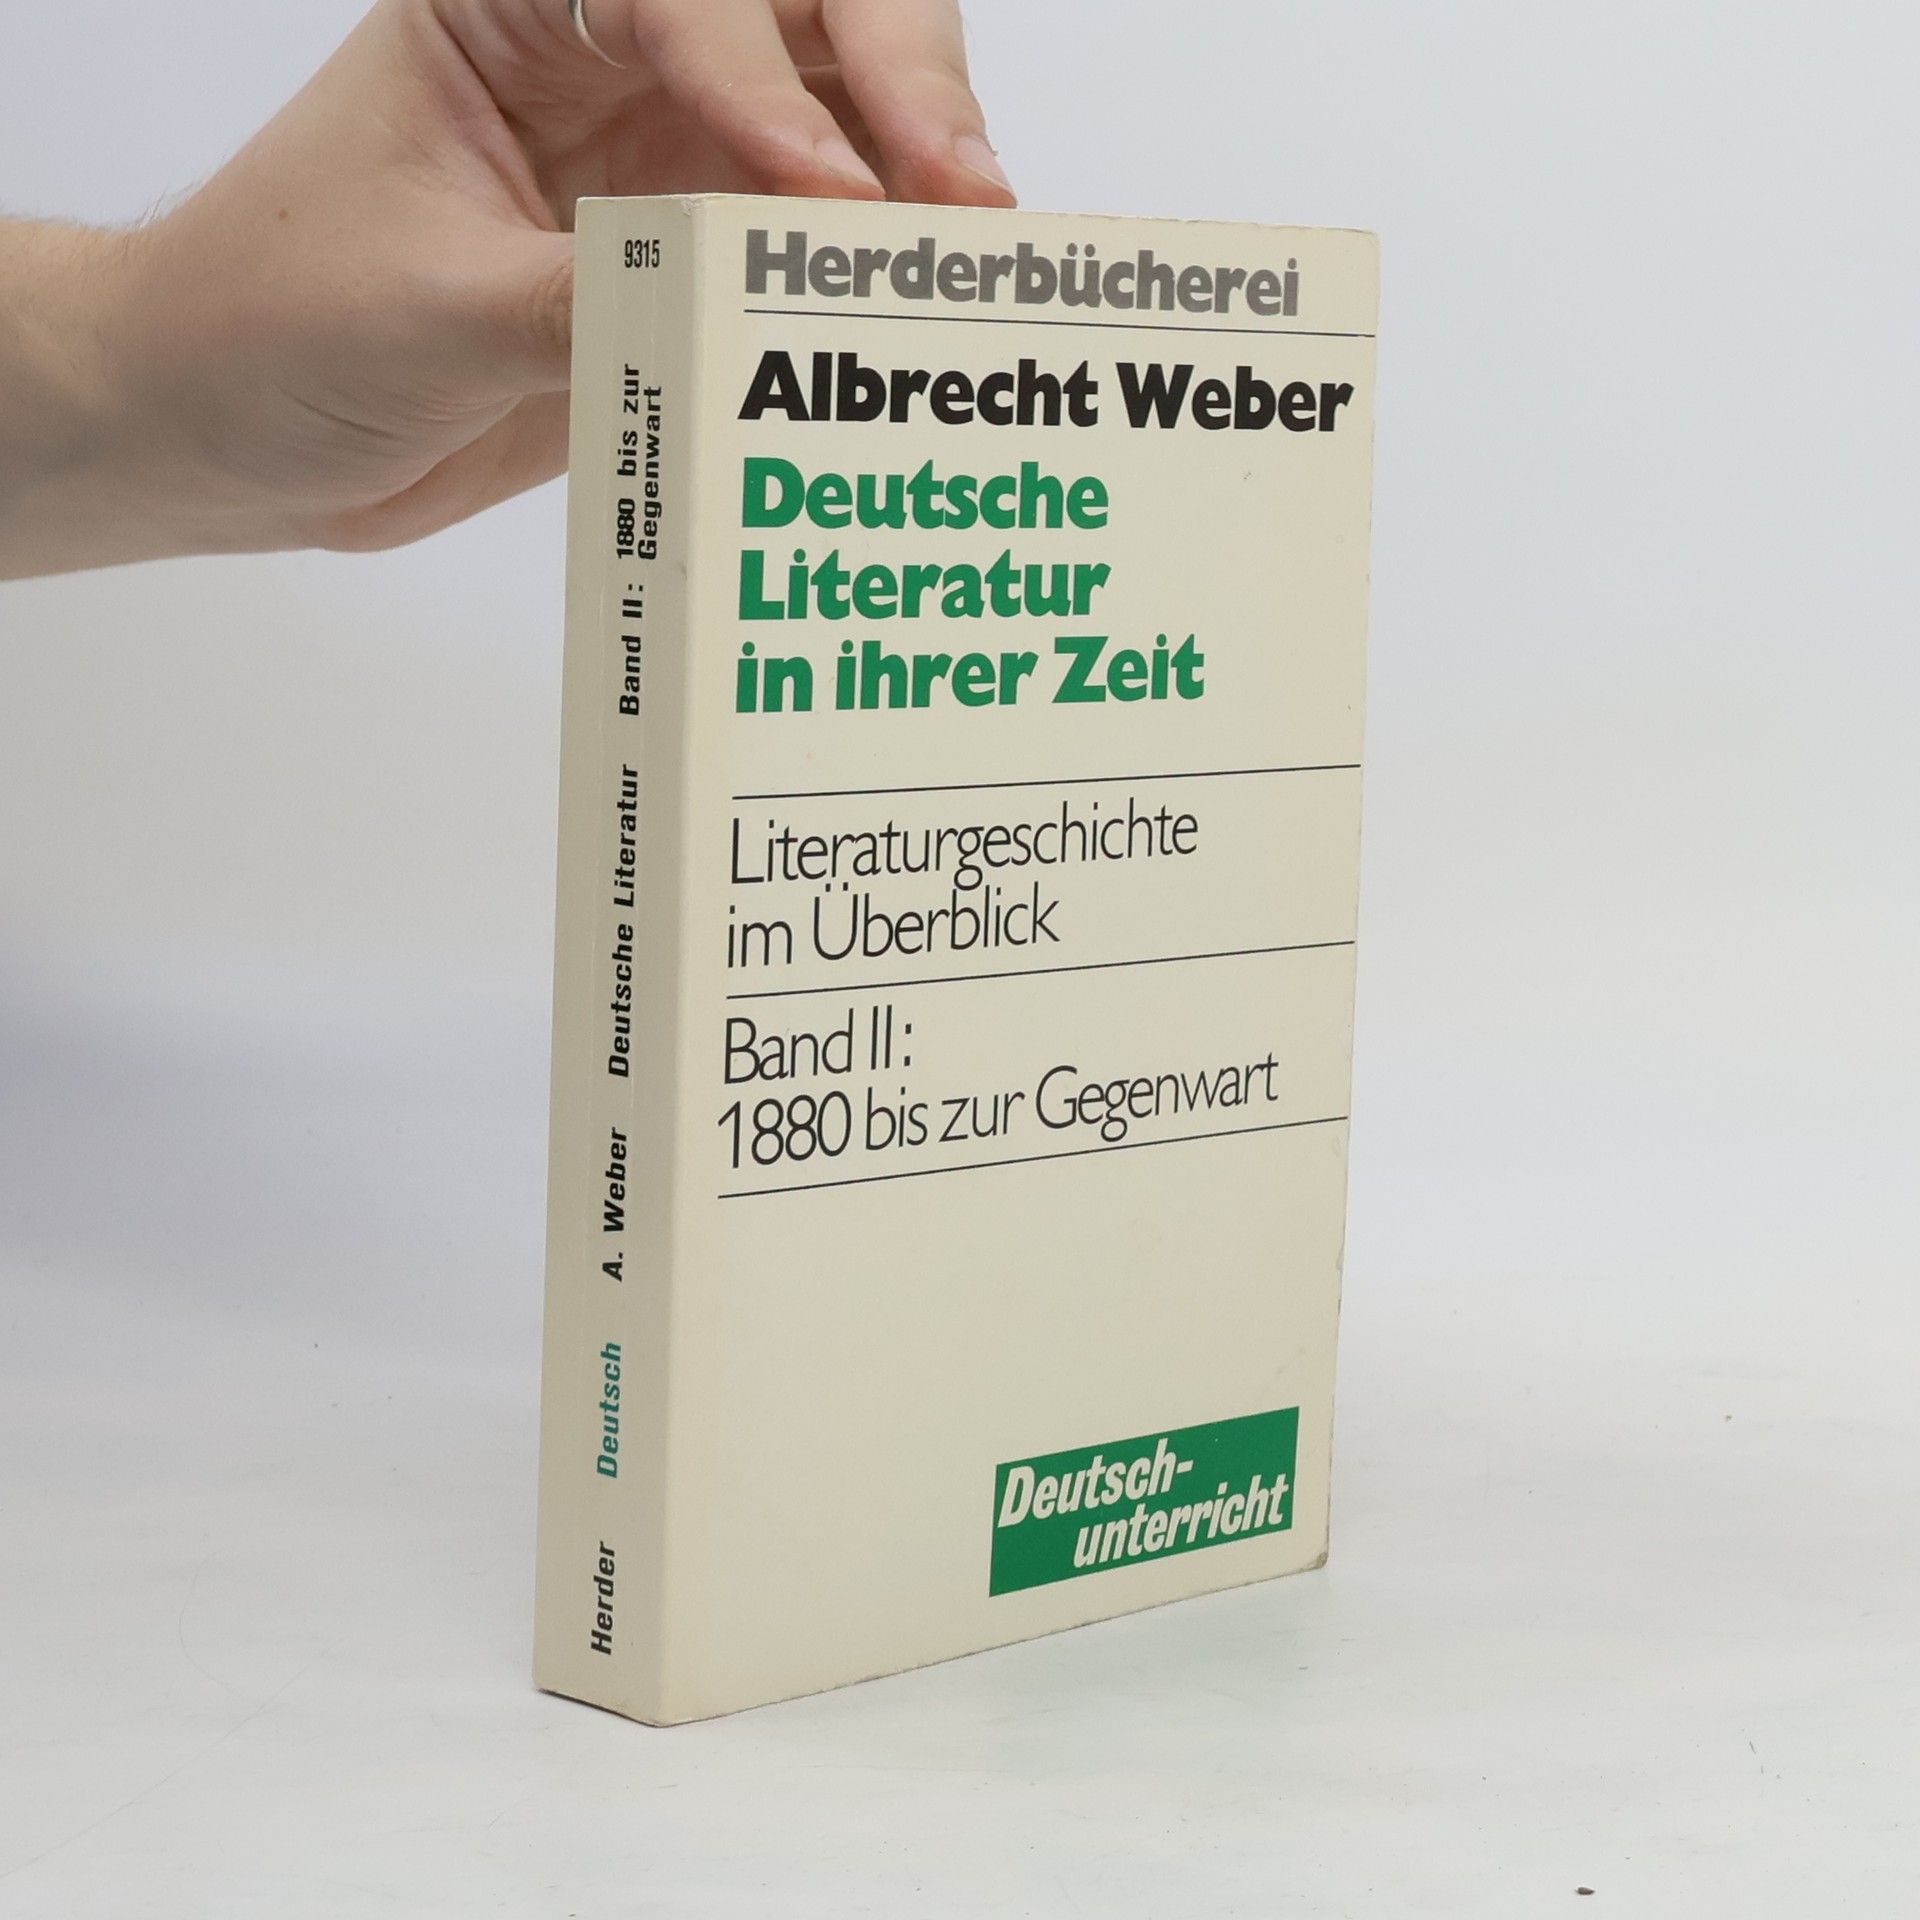 9315
Herder Deutsch A. Weber Deutsche Literatur Band II: 1880 bis zur
Gegenwart
Herderbücherei
Albrecht Weber
Deutsche
Literatur
in ihrer Zeit
Literaturgeschichte
im Überblick
Band II:
1880 bis zur Gegenwart
Deutsch-
unterricht